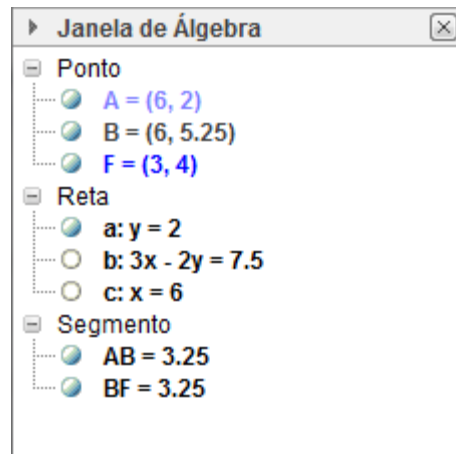 Janela de Álgebra
Ponto
A = (6, 2)
B = (6, 5.25)
F = (3, 4)
Reta
a: y = 2
b: 3x - 2y = 7.5
c: x = 6
Segmento
AB = 3.25
BF = 3.25